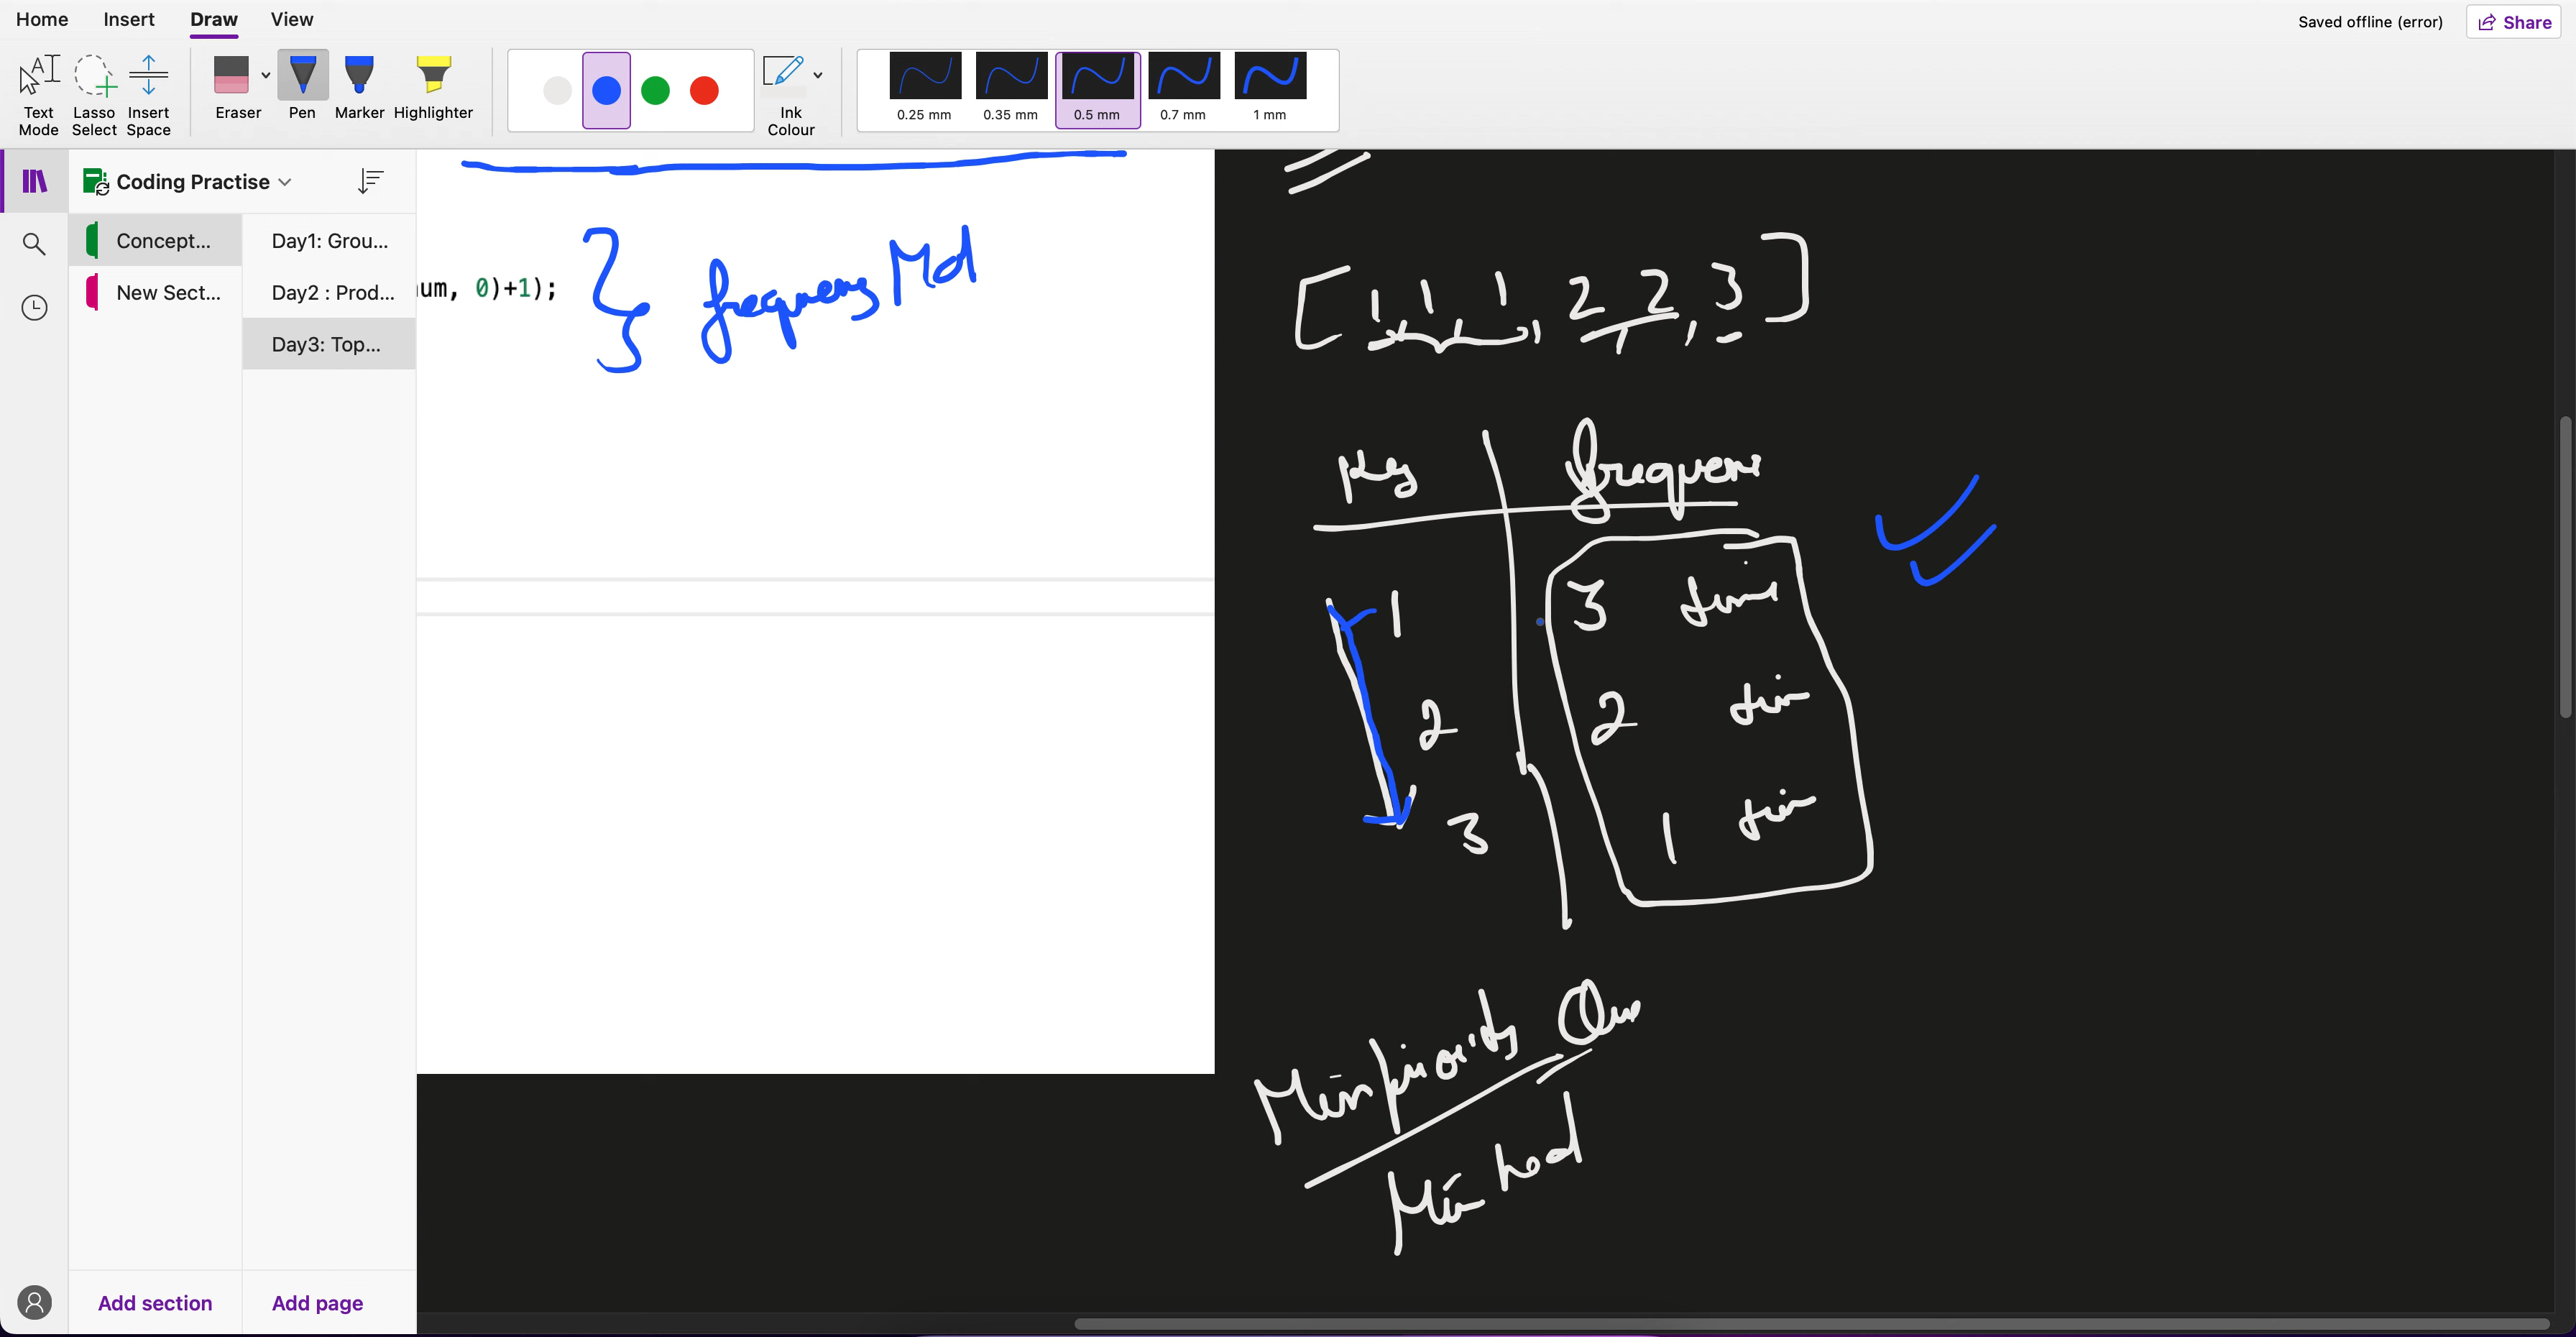 Home Insert Draw View
Saved offline (error) Share
Text Mode
Lasso Select
Insert Space
Eraser
Pen
Marker
Highlighter
Ink Colour
0.25 mm 0.35 mm 0.5 mm 0.7 mm 1 mm
Coding Practise
Concept...
New Sect...
Day1: Grou...
Day2 : Prod...
Day3: Top...
um, 0)+1);
[1, 1, 1, 2, 2, 3]
Key
3
1
2 2
3 1
Min priority
Min
Add section Add page